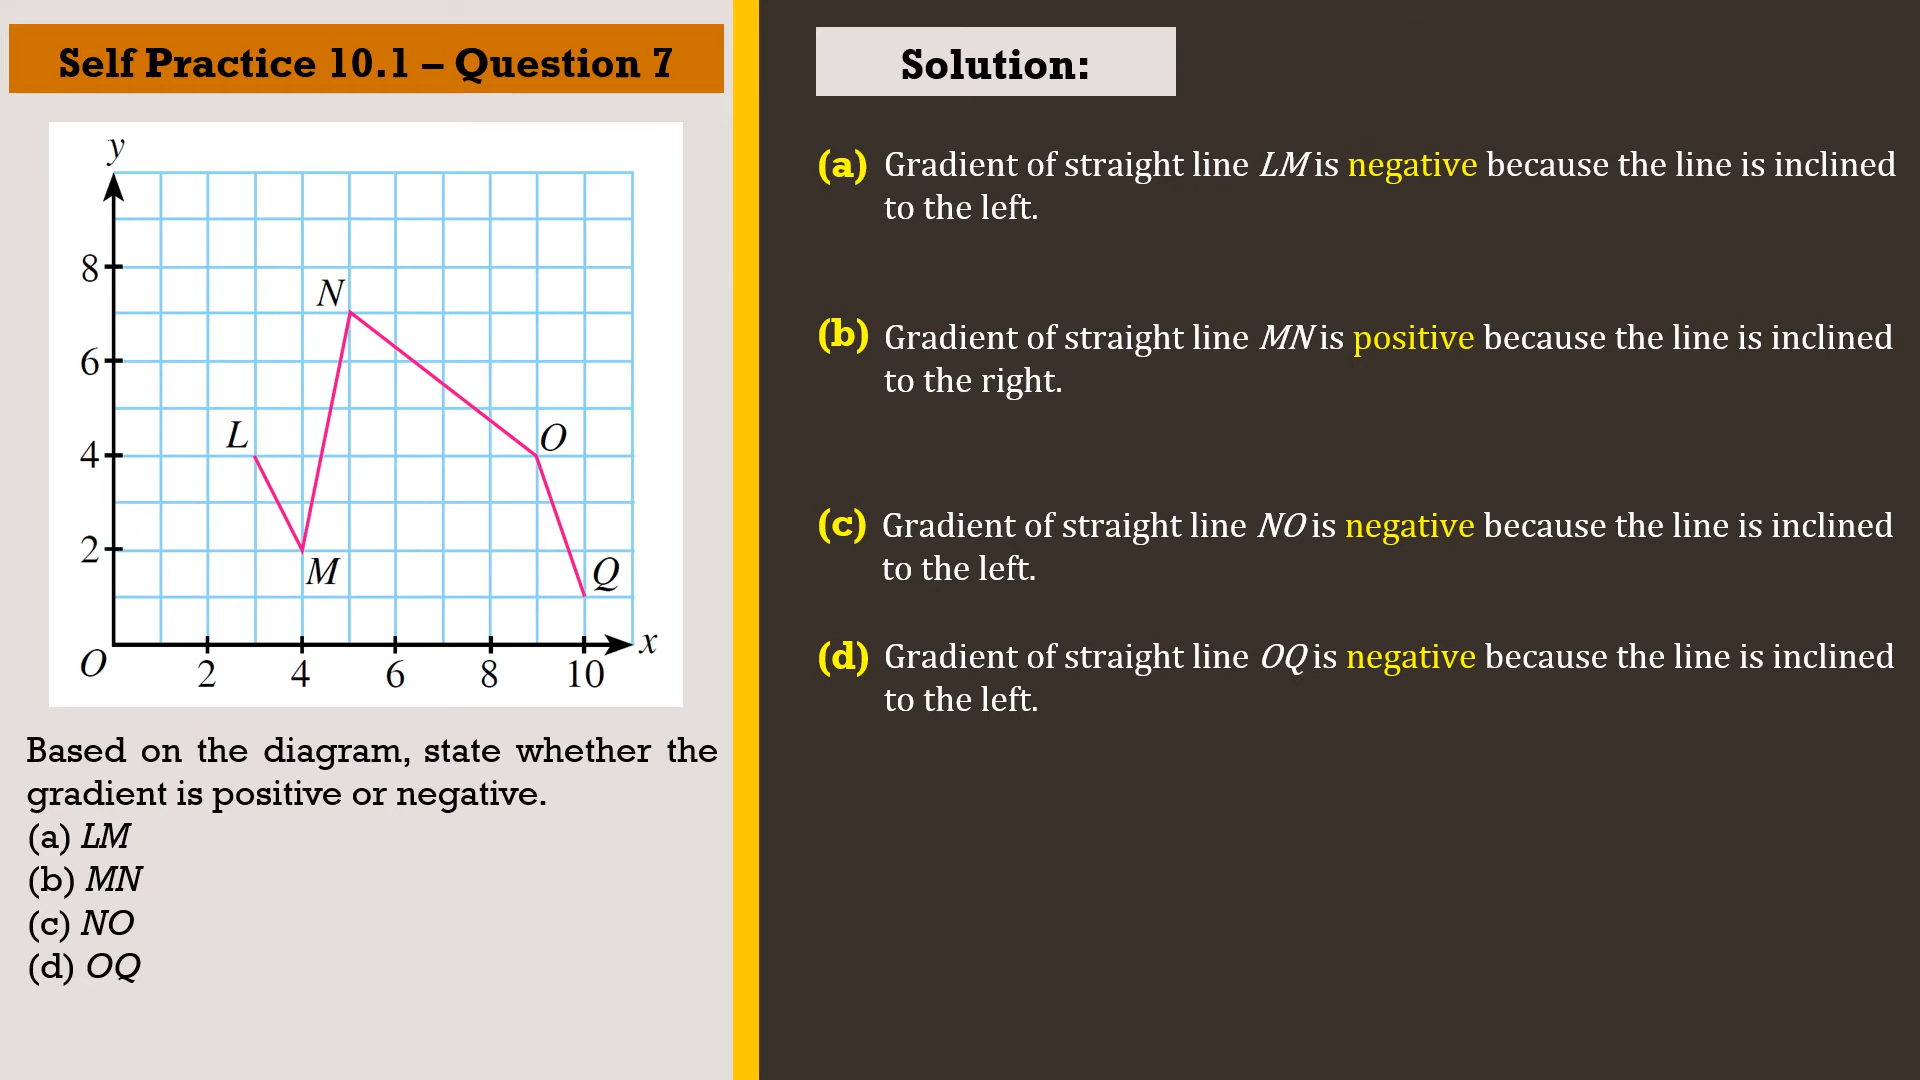 Self Practice 10.1 – Question 7
y
8
N
6
L
O
4
2
M
Q
x
O
2 4 6 8 10
Based on the diagram, state whether the
gradient is positive or negative.
(a) LM
(b) MN
(c) NO
(d) OQ
Solution:
(a) Gradient of straight line LM is negative because the line is inclined
to the left.
(b) Gradient of straight line MN is positive because the line is inclined
to the right.
(c) Gradient of straight line NO is negative because the line is inclined
to the left.
(d) Gradient of straight line OQ is negative because the line is inclined
to the left.